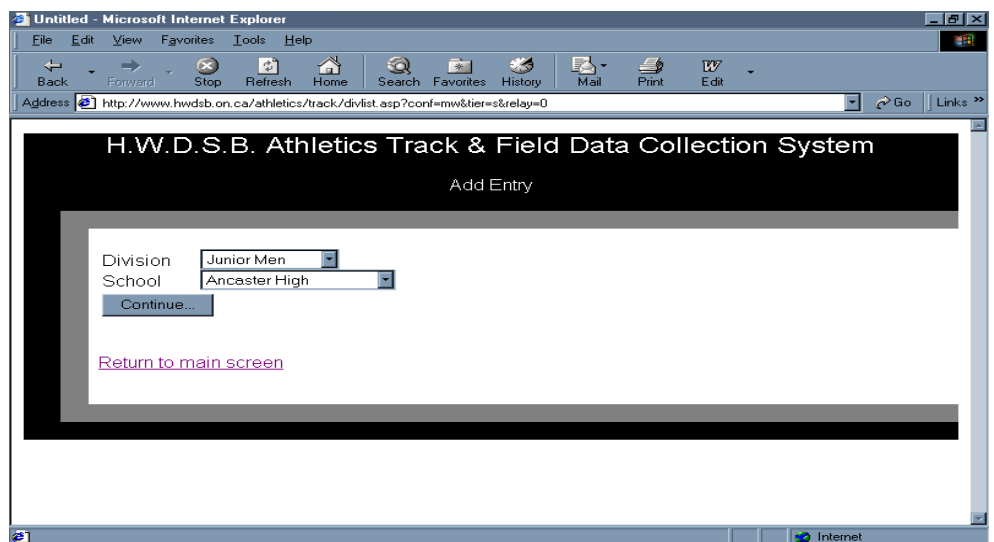 Untitled - Microsoft Internet Explorer
File Edit View Favorites Tools Help
Back Forward Stop Refresh Home Search Favorites History Mail Print Edit
Address http://www.hwdsb.on.ca/athletics/track/divlist.asp?conf=mw&tier=s&relay=0 Go Links »
H.W.D.S.B. Athletics Track & Field Data Collection System
Add Entry
Division Junior Men
School Ancaster High
Continue...
Return to main screen
Internet